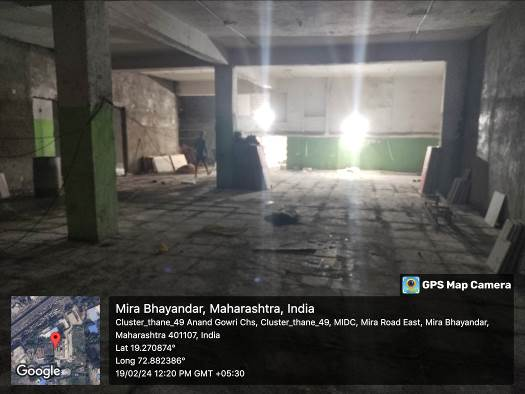 GPS Map Camera
Mira Bhayandar, Maharashtra, India
Cluster_thane_49 Anand Gowri Chs, Cluster_thane_49, MIDC, Mira Road East, Mira Bhayandar,
Maharashtra 401107, India
Lat 19.270874°
Long 72.882386°
19/02/24 12:20 PM GMT +05:30
Google